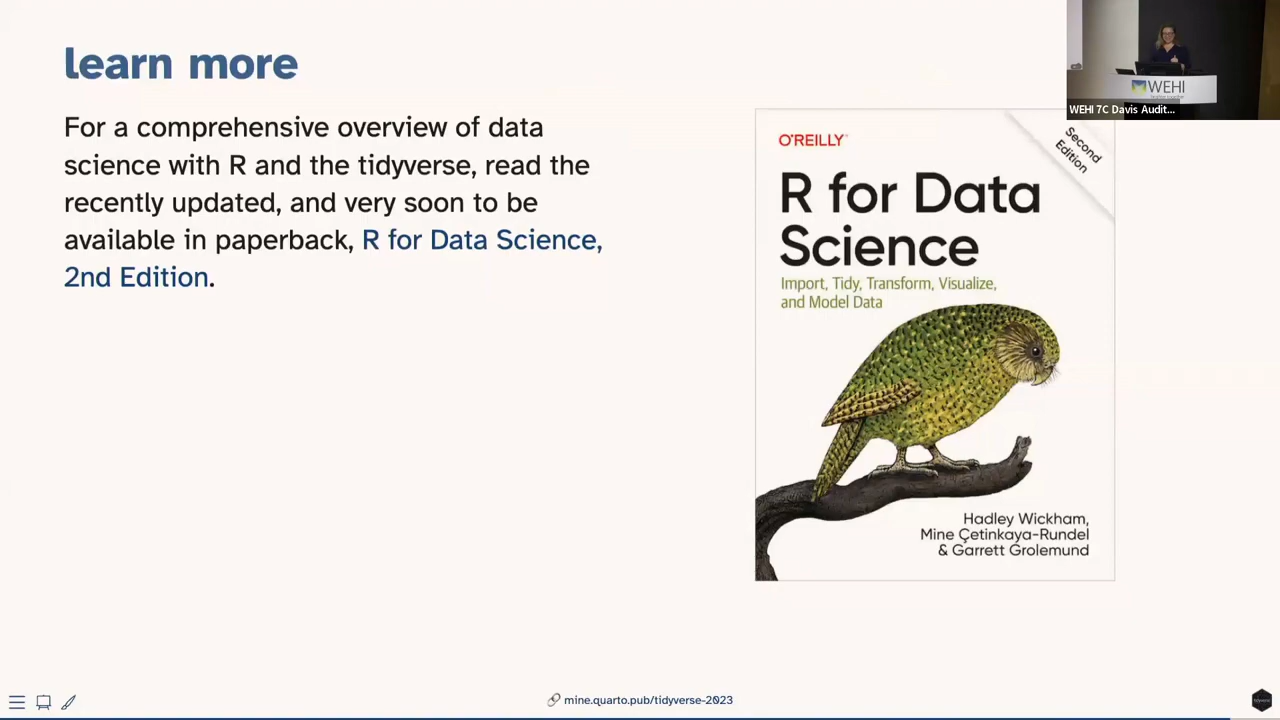 learn more
For a comprehensive overview of data
science with R and the tidyverse, read the
recently updated, and very soon to be
available in paperback, R for Data Science,
2nd Edition.
O'REILLY
Second
Edition
R for Data
Science
Import, Tidy, Transform, Visualize,
and Model Data
Hadley Wickham,
Mine Çetinkaya-Rundel
& Garrett Grolemund
WEHI
WEHI 7C Davis Audit...
mine.quarto.pub/tidyverse-2023